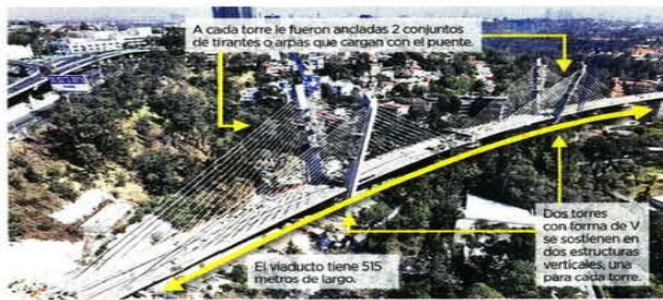 A cada torre le fueron ancladas 2 conjuntos
de tirantes o arpas que cargan con el puente.
Dos torres
con forma de V
se sostienen en
dos estructuras
verticales, una
para cada torre.
El viaducto tiene 515
metros de largo.